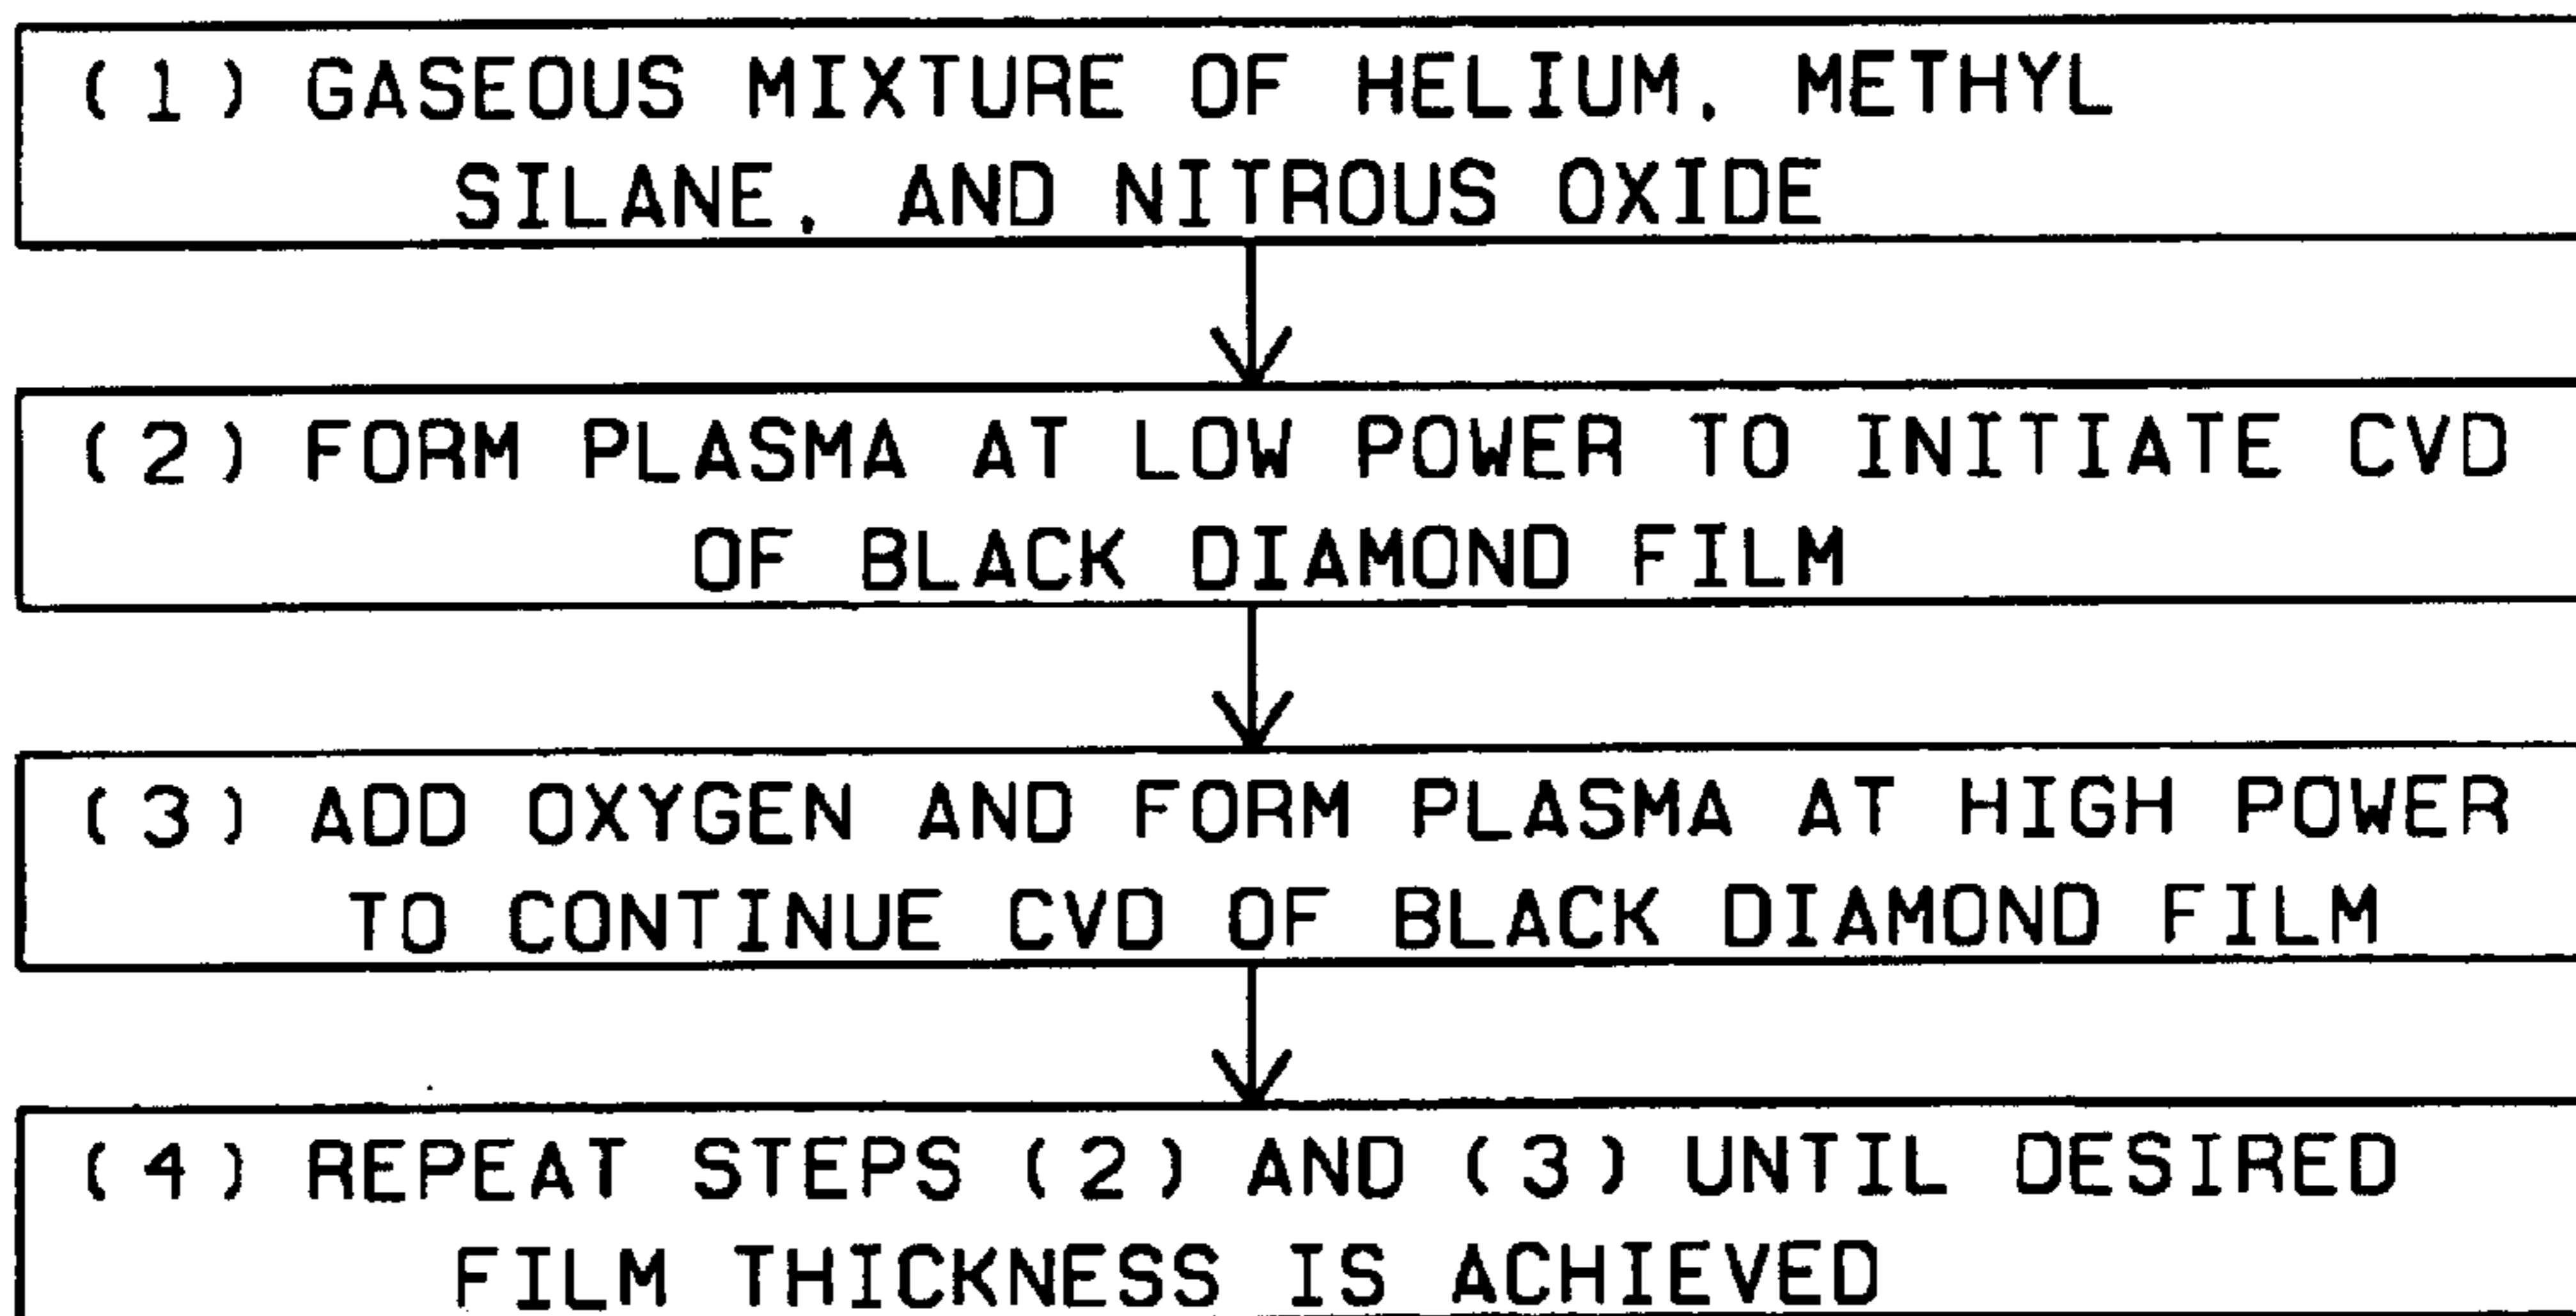 (1) GASEOUS MIXTURE OF HELIUM, METHYL
SILANE, AND NITROUS OXIDE
(2) FORM PLASMA AT LOW POWER TO INITIATE CVD
OF BLACK DIAMOND FILM
(3) ADD OXYGEN AND FORM PLASMA AT HIGH POWER
TO CONTINUE CVD OF BLACK DIAMOND FILM
(4) REPEAT STEPS (2) AND (3) UNTIL DESIRED
FILM THICKNESS IS ACHIEVED